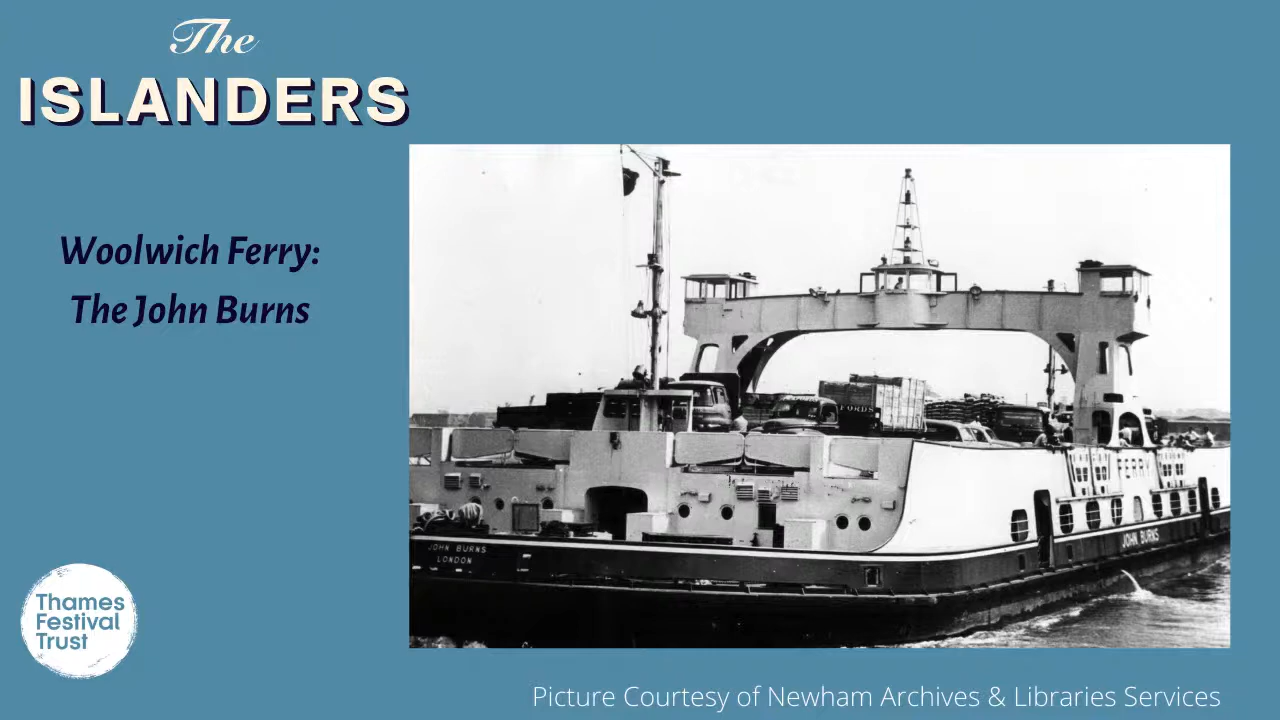 The
ISLANDERS
Woolwich Ferry:
The John Burns
FORDS
FERRY
JOHN BURNS
LONDON
JOHN BURNS
Thames
Festival
Trust
Picture Courtesy of Newham Archives & Libraries Services